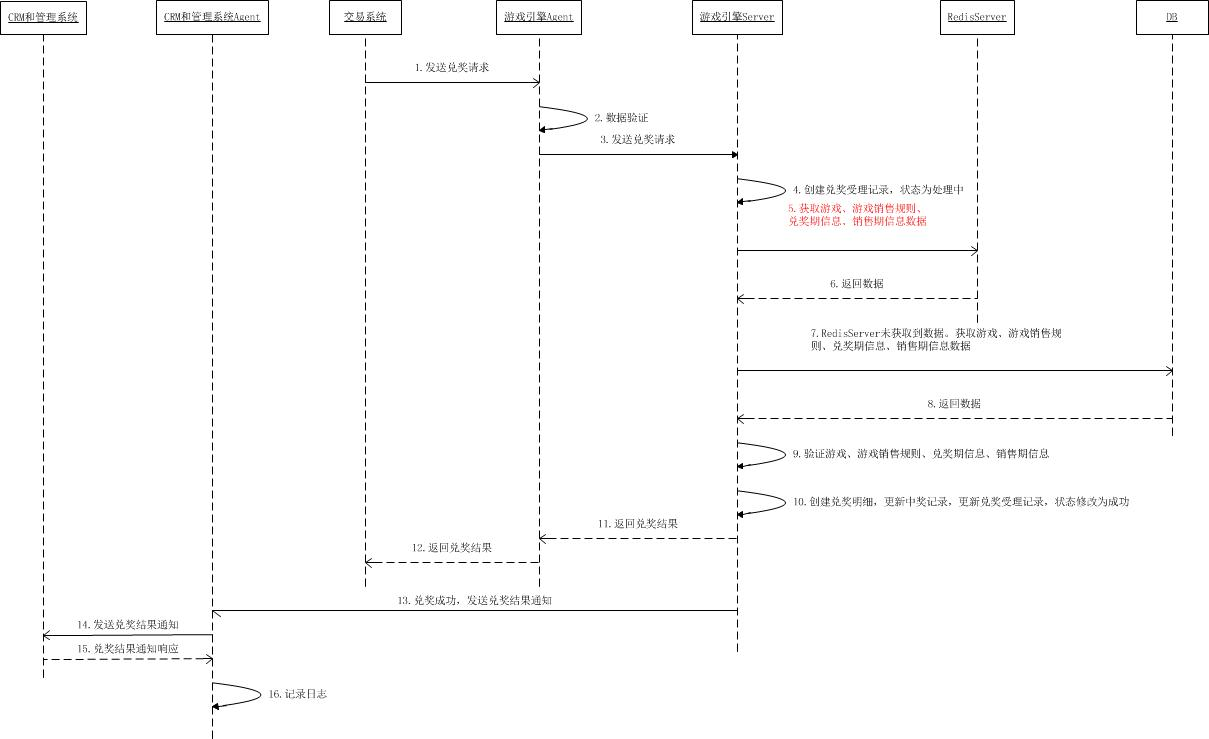 CRM和管理系统
CRM和管理系统Agent
交易系统
游戏引擎Agent
游戏引擎Server
RedisServer
DB
1.发送兑奖请求
2.数据验证
3.发送兑奖请求
4.创建兑奖受理记录，状态为处理中
5.获取游戏、游戏销售规则、
兑奖期信息、销售期信息数据
6.返回数据
7.RedisServer未获取到数据。获取游戏、游戏销售规
则、兑奖期信息、销售期信息数据
8.返回数据
9.验证游戏、游戏销售规则、兑奖期信息、销售期信息
10.创建兑奖明细，更新中奖记录，更新兑奖受理记录，状态修改为成功
11.返回兑奖结果
12.返回兑奖结果
13.兑奖成功，发送兑奖结果通知
14.发送兑奖结果通知
15.兑奖结果通知响应
16.记录日志